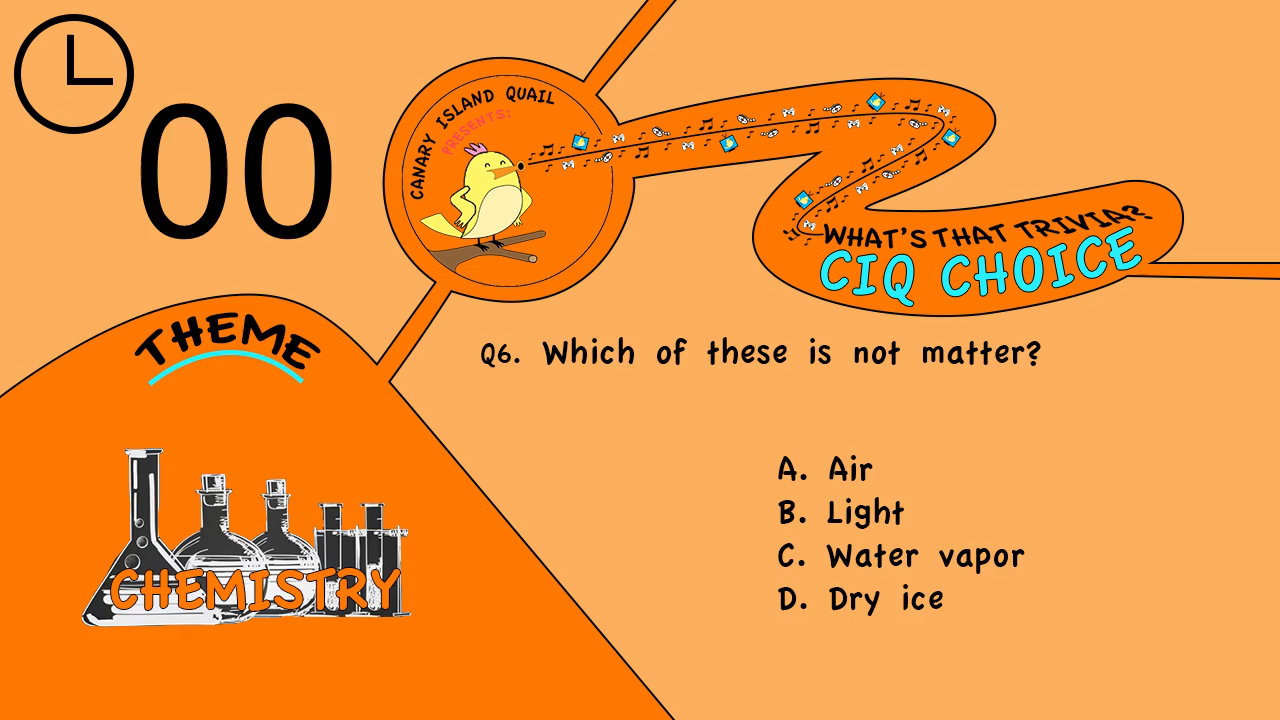 00
CANARY ISLAND QUAIL
PRESENTS:
WHAT'S THAT TRIVIA?
CIQ CHOICE
THEME
CHEMISTRY
Q6. Which of these is not matter?
A. Air
B. Light
C. Water vapor
D. Dry ice